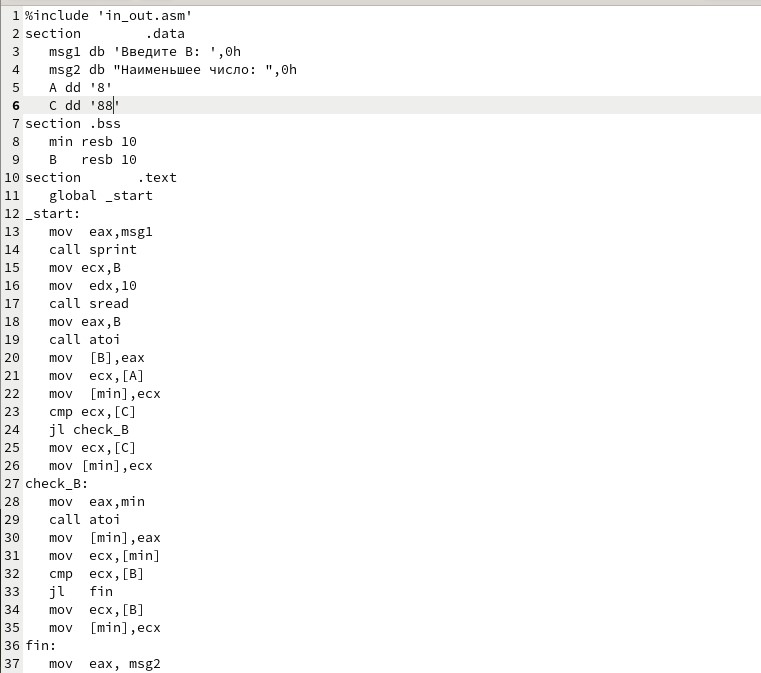 1 %include 'in_out.asm'
2 section        .data
3    msg1 db 'Введите B: ',0h
4    msg2 db "Наименьшее число: ",0h
5    A dd '8'
6    C dd '88'
7 section .bss
8    min resb 10
9    B   resb 10
10 section       .text
11    global _start
12 _start:
13    mov  eax,msg1
14    call sprint
15    mov ecx,B
16    mov  edx,10
17    call sread
18    mov eax,B
19    call atoi
20    mov  [B],eax
21    mov  ecx,[A]
22    mov  [min],ecx
23    cmp ecx,[C]
24    jl check_B
25    mov ecx,[C]
26    mov [min],ecx
27 check_B:
28    mov  eax,min
29    call atoi
30    mov  [min],eax
31    mov  ecx,[min]
32    cmp  ecx,[B]
33    jl   fin
34    mov  ecx,[B]
35    mov  [min],ecx
36 fin:
37    mov  eax, msg2